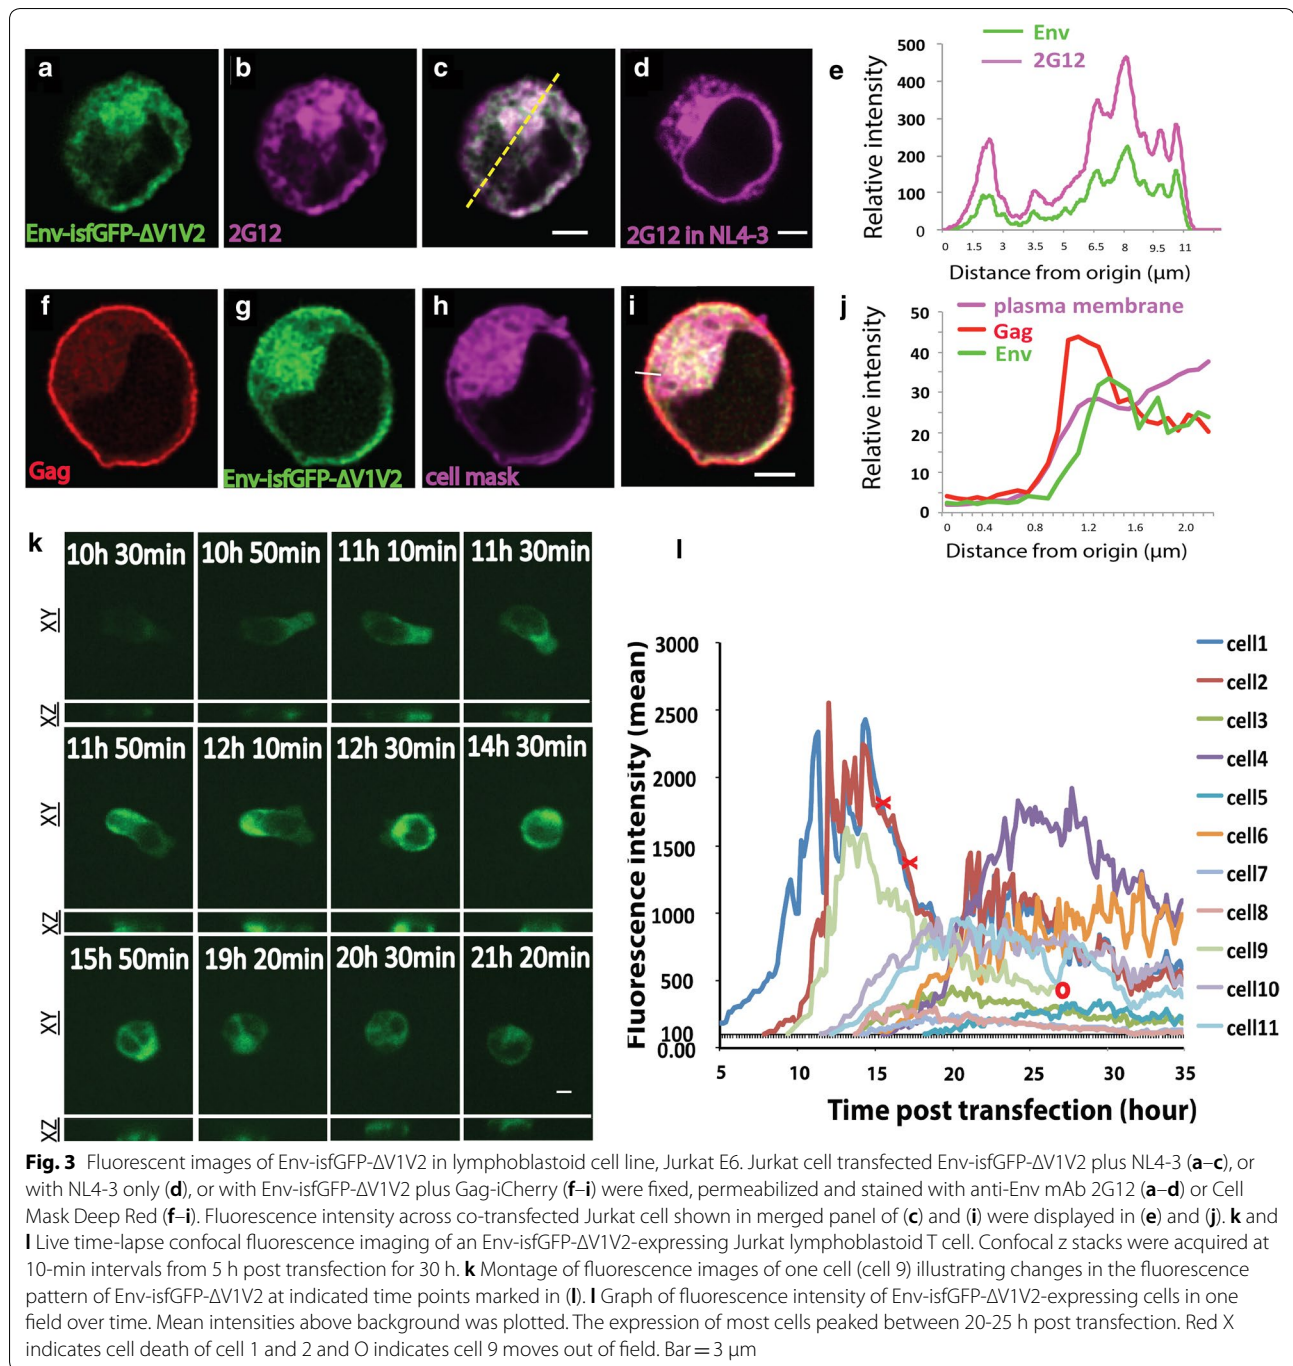 a
b
c
d
Env-isfGFP-ΔV1V2
2G12
2G12 in NL4-3
e
Env
2G12
Relative intensity
500
400
300
200
100
0
0 1.5 3 3.5 5 6.5 8 9.5 11
Distance from origin (µm)
f
g
h
i
Gag
Env-isfGFP-ΔV1V2
cell mask
j
plasma membrane
Gag
Env
Relative intensity
50
40
30
20
10
0
0 0.4 0.8 1.2 1.6 2.0
Distance from origin (µm)
k
10h 30min 10h 50min 11h 10min 11h 30min
XY
XZ
11h 50min 12h 10min 12h 30min 14h 30min
XY
XZ
15h 50min 19h 20min 20h 30min 21h 20min
XY
XZ
l
Fluorescence intensity (mean)
3000
2500
2000
1500
1000
500
100
0.00
5 10 15 20 25 30 35
Time post transfection (hour)
X
X
O
cell1
cell2
cell3
cell4
cell5
cell6
cell7
cell8
cell9
cell10
cell11
Fig. 3 Fluorescent images of Env-isfGFP-ΔV1V2 in lymphoblastoid cell line, Jurkat E6. Jurkat cell transfected Env-isfGFP-ΔV1V2 plus NL4-3 (a–c), or
with NL4-3 only (d), or with Env-isfGFP-ΔV1V2 plus Gag-iCherry (f–i) were fixed, permeabilized and stained with anti-Env mAb 2G12 (a–d) or Cell
Mask Deep Red (f–i). Fluorescence intensity across co-transfected Jurkat cell shown in merged panel of (c) and (i) were displayed in (e) and (j). k and
l Live time-lapse confocal fluorescence imaging of an Env-isfGFP-ΔV1V2-expressing Jurkat lymphoblastoid T cell. Confocal z stacks were acquired at
10-min intervals from 5 h post transfection for 30 h. k Montage of fluorescence images of one cell (cell 9) illustrating changes in the fluorescence
pattern of Env-isfGFP-ΔV1V2 at indicated time points marked in (l). l Graph of fluorescence intensity of Env-isfGFP-ΔV1V2-expressing cells in one
field over time. Mean intensities above background was plotted. The expression of most cells peaked between 20-25 h post transfection. Red X
indicates cell death of cell 1 and 2 and O indicates cell 9 moves out of field. Bar = 3 µm